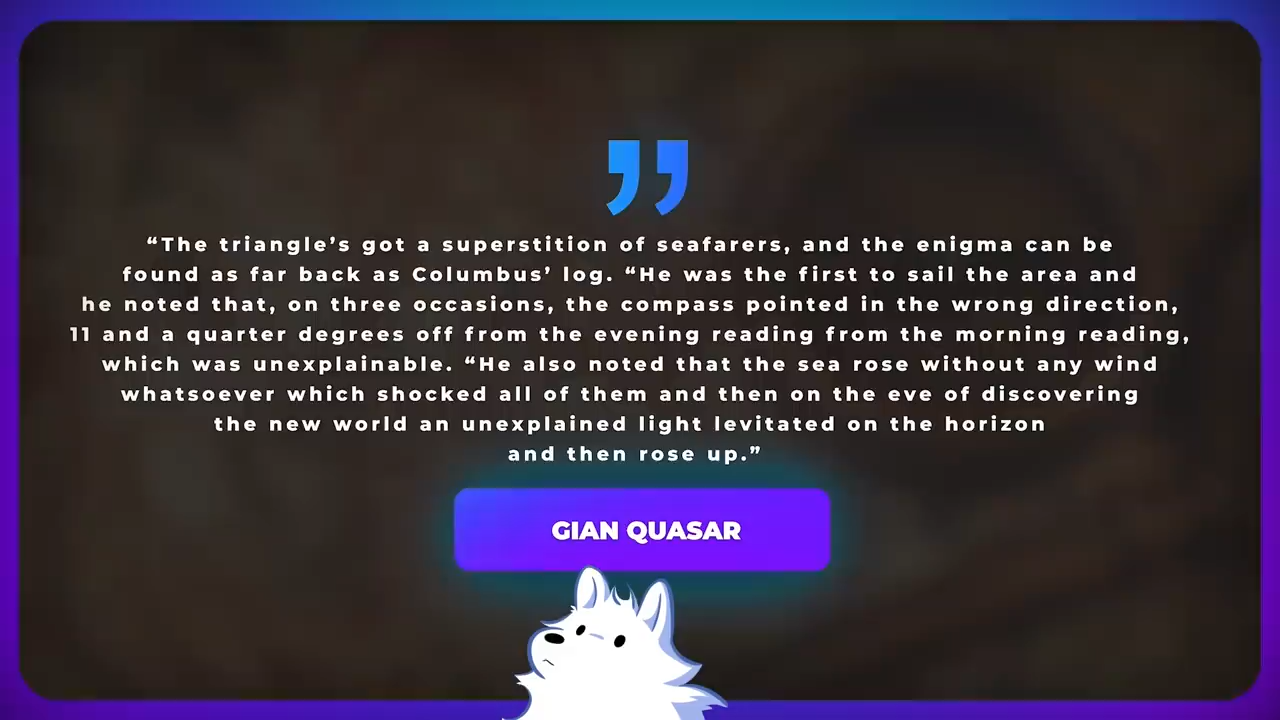 “The triangle’s got a superstition of seafarers, and the enigma can be
found as far back as Columbus’ log. “He was the first to sail the area and
he noted that, on three occasions, the compass pointed in the wrong direction,
11 and a quarter degrees off from the evening reading from the morning reading,
which was unexplainable. “He also noted that the sea rose without any wind
whatsoever which shocked all of them and then on the eve of discovering
the new world an unexplained light levitated on the horizon
and then rose up.”
GIAN QUASAR